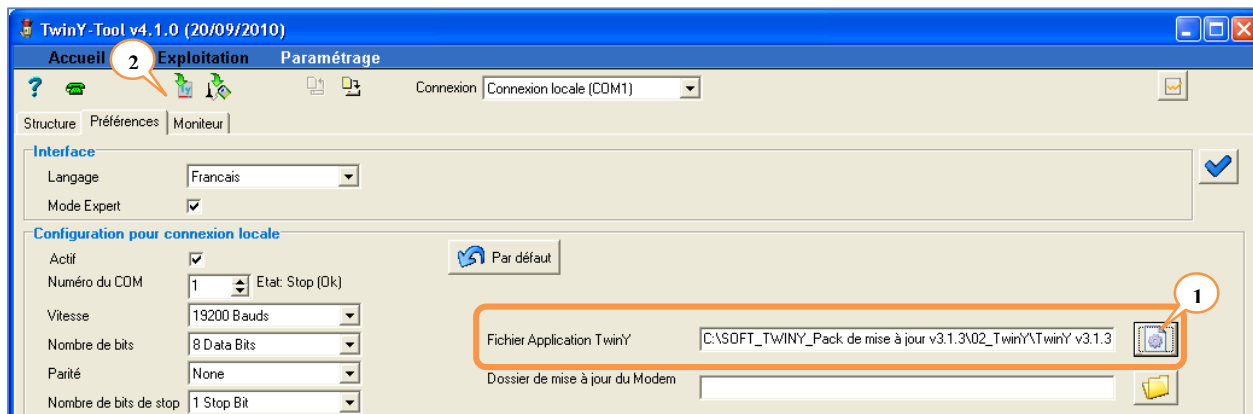 TwinY-Tool v4.1.0 (20/09/2010)
Accueil 2 Exploitation Paramétrage
Connexion Connexion locale (COM1)
Structure Préférences Moniteur
Interface
Langage Francais
Mode Expert
Configuration pour connexion locale
Actif Par défaut
Numéro du COM 1 Etat: Stop (Ok)
1
Vitesse 19200 Bauds
Fichier Application TwinY C:\SOFT_TWINY_Pack de mise à jour v3.1.3\02_TwinY\TwinY v3.1.3
Nombre de bits 8 Data Bits
Parité None
Dossier de mise à jour du Modem
Nombre de bits de stop 1 Stop Bit